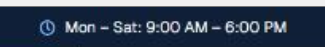 Mon – Sat: 9:00 AM – 6:00 PM